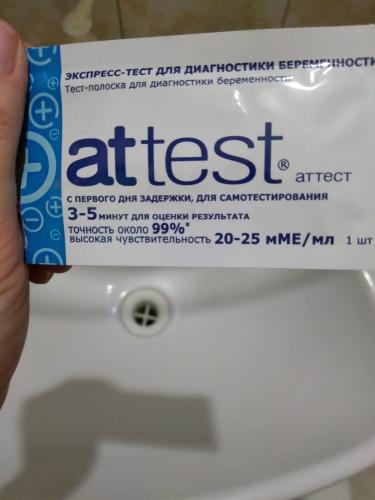 ЭКСПРЕСС-ТЕСТ ДЛЯ ДИАГНОСТИКИ БЕРЕМЕННОСТИ
Тест-полоска для диагностики беременности
attest® аттест
С ПЕРВОГО ДНЯ ЗАДЕРЖКИ, ДЛЯ САМОТЕСТИРОВАНИЯ
3-5 МИНУТ ДЛЯ ОЦЕНКИ РЕЗУЛЬТАТА
точность около 99%*
высокая чувствительность 20-25 мМЕ/мл 1 шт